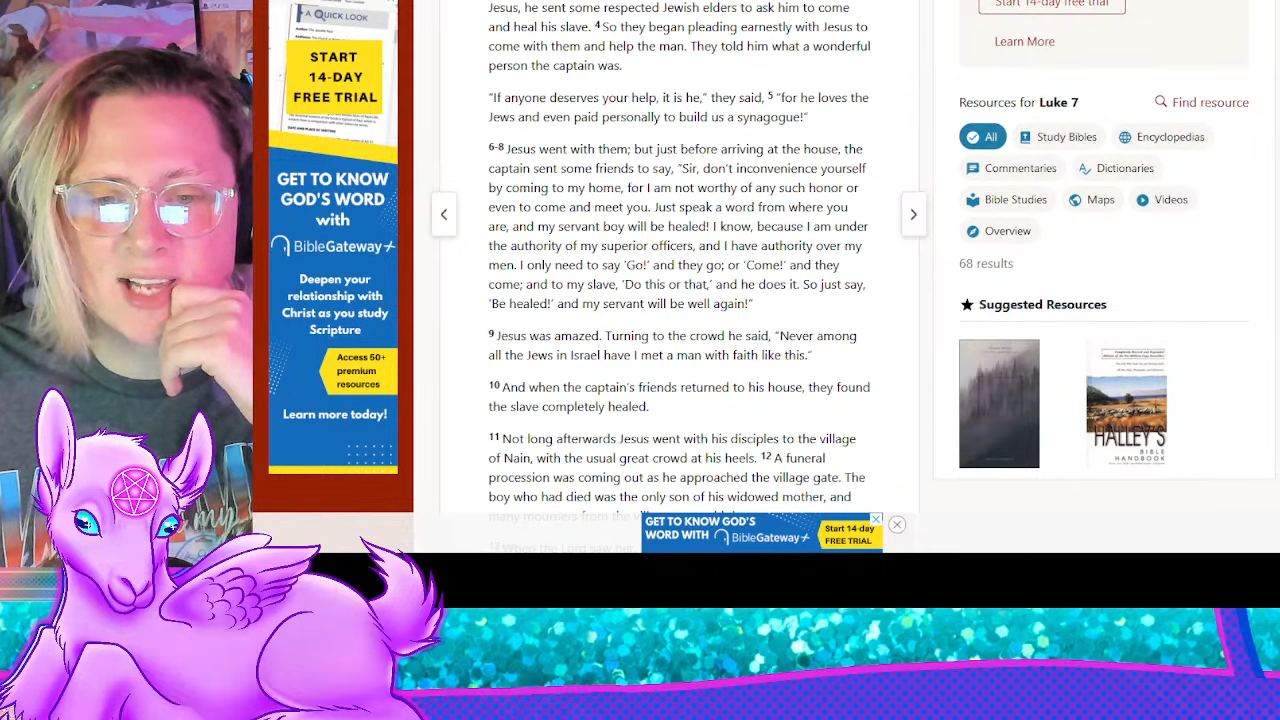 A QUICK LOOK
START
14-DAY
FREE TRIAL
GET TO KNOW
GOD'S WORD
with
BibleGateway+
Deepen your
relationship with
Christ as you study
Scripture
Access 50+
premium
resources
Learn more today!
Jesus, he sent some respected Jewish elders to ask him to come
and heal his slave. 4 So they began pleading earnestly with Jesus to
come with them and help the man. They told him what a wonderful
person the captain was.
“If anyone deserves your help, it is he,” they said, 5 “for he loves the
Jews and even paid personally to build us a synagogue!”
6-8 Jesus went with them; but just before arriving at the house, the
captain sent some friends to say, “Sir, don’t inconvenience yourself
by coming to my home, for I am not worthy of any such honor or
even to come and meet you. Just speak a word from where you
are, and my servant boy will be healed! I know, because I am under
the authority of my superior officers, and I have authority over my
men. I only need to say ‘Go!’ and they go; or ‘Come!’ and they
come; and to my slave, ‘Do this or that,’ and he does it. So just say,
‘Be healed!’ and my servant will be well again!”
9 Jesus was amazed. Turning to the crowd he said, “Never among
all the Jews in Israel have I met a man with faith like this.”
10 And when the captain’s friends returned to his house, they found
the slave completely healed.
11 Not long afterwards Jesus went with his disciples to the village
of Nain, with the usual great crowd at his heels. 12 A funeral
procession was coming out as he approached the village gate. The
boy who had died was the only son of his widowed mother, and
many mourners from the
13 When the Lord saw her
GET TO KNOW GOD'S
WORD WITH BibleGateway+
Start 14-day
FREE TRIAL
Start 14-day free trial
Learn More
Resources for Luke 7
Find resource
All
Study Bibles
Encyclopedias
Commentaries
Dictionaries
Bible Studies
Maps
Videos
Overview
68 results
Suggested Resources
HALLEY'S
BIBLE
HANDBOOK
my